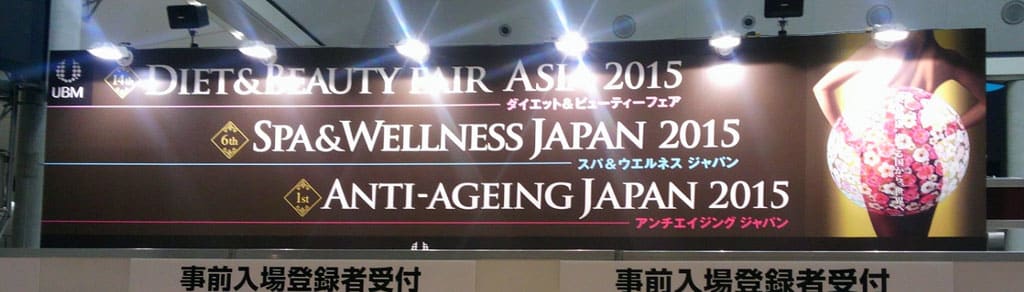 UBM
14th DIET&BEAUTY FAIR ASIA 2015
ダイエット&ビューティーフェア
6th SPA&WELLNESS JAPAN 2015
スパ&ウエルネス ジャパン
1st ANTI-AGEING JAPAN 2015
アンチエイジング ジャパン
事前入場登録者受付
事前入場登録者受付